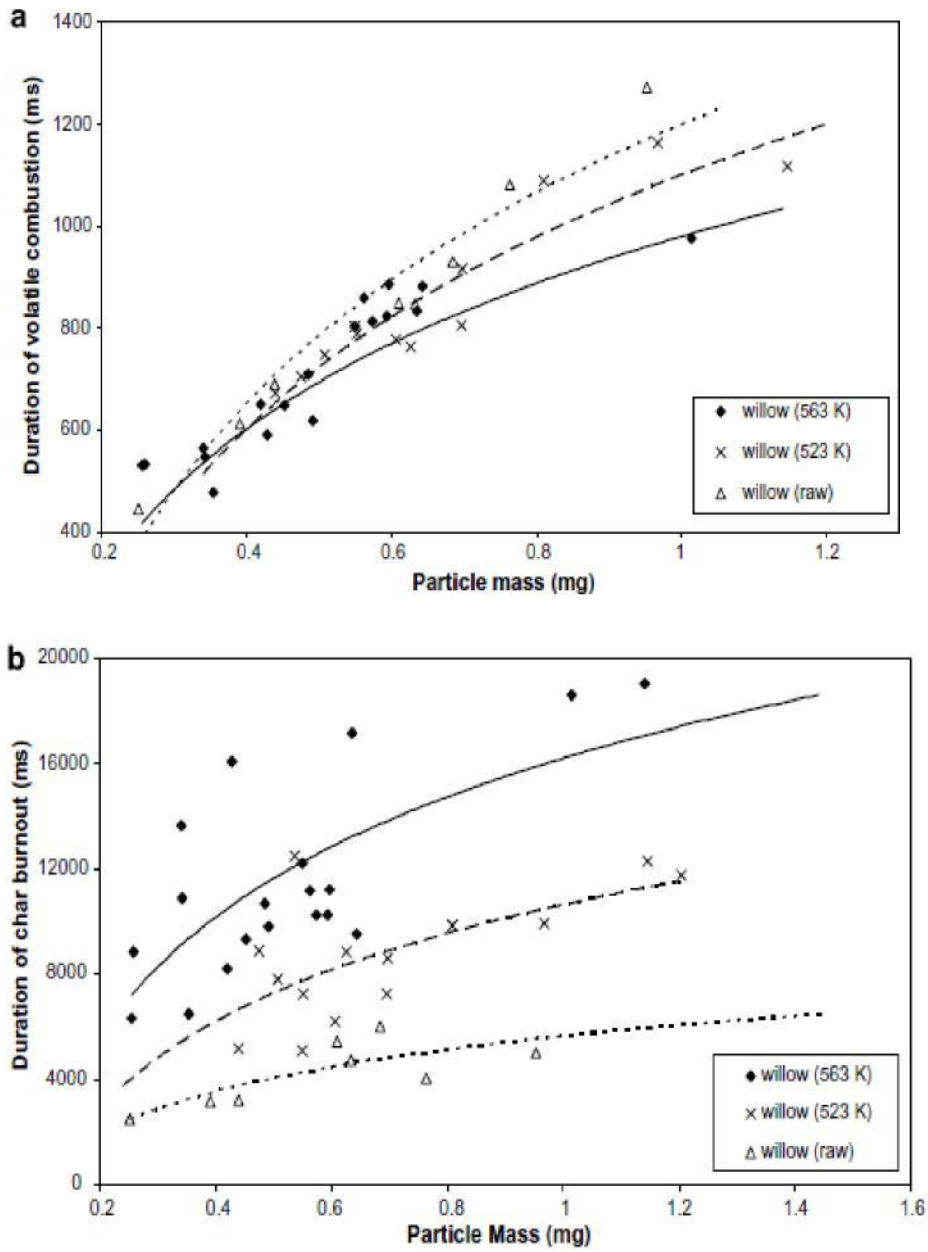 a
1400
1200
1000
800
600
400
Duration of volatile combustion (ms)
willow (563 K)
willow (523 K)
willow (raw)
0.2 0.4 0.6 0.8 1 1.2
Particle mass (mg)
b
20000
16000
12000
8000
4000
0
Duration of char burnout (ms)
willow (563 K)
willow (523 K)
willow (raw)
0.2 0.4 0.6 0.8 1 1.2 1.4 1.6
Particle Mass (mg)